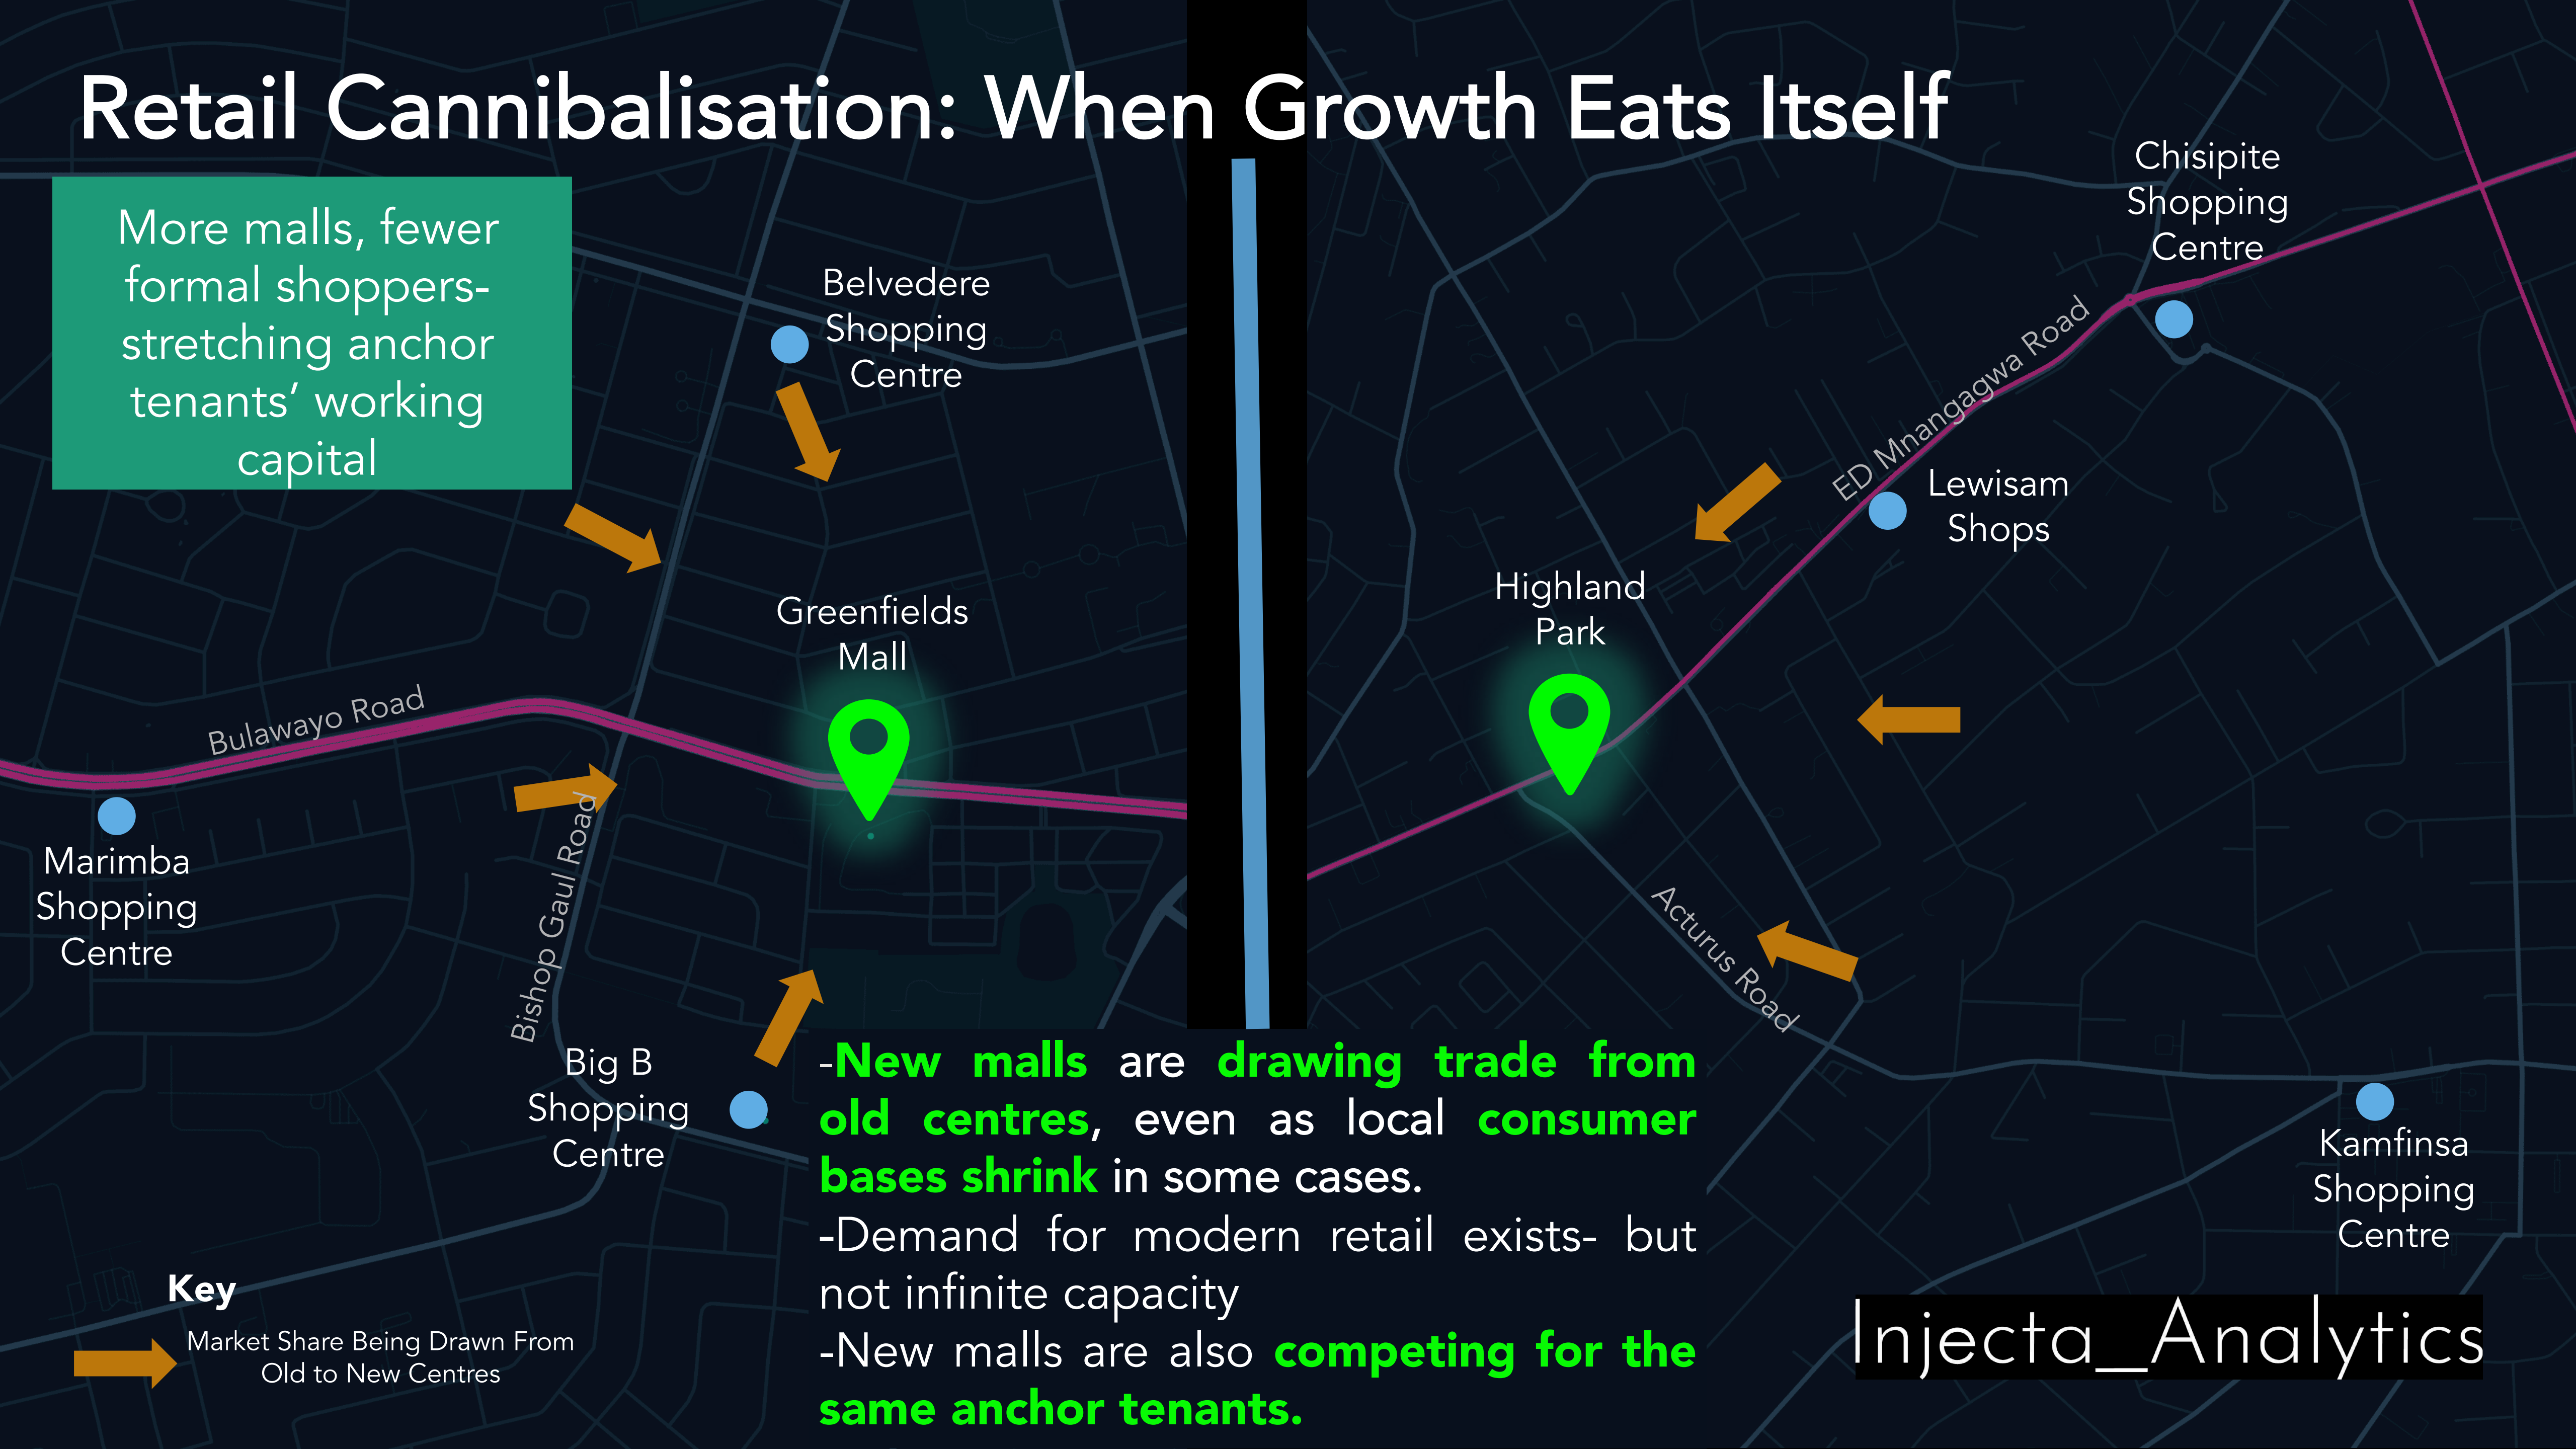 Retail Cannibalisation: When Growth Eats Itself
More malls, fewer
formal shoppers-
stretching anchor
tenants’ working
capital
Belvedere
Shopping
Centre
Greenfields
Mall
Bulawayo Road
Marimba
Shopping
Centre
Bishop Gaul Road
Big B
Shopping
Centre
Chisipite
Shopping
Centre
ED Mnangagwa Road
Lewisam
Shops
Highland
Park
Acturus Road
Kamfinsa
Shopping
Centre
-New malls are drawing trade from
old centres, even as local consumer
bases shrink in some cases.
-Demand for modern retail exists- but
not infinite capacity
-New malls are also competing for the
same anchor tenants.
Key
Market Share Being Drawn From
Old to New Centres
Injecta_Analytics